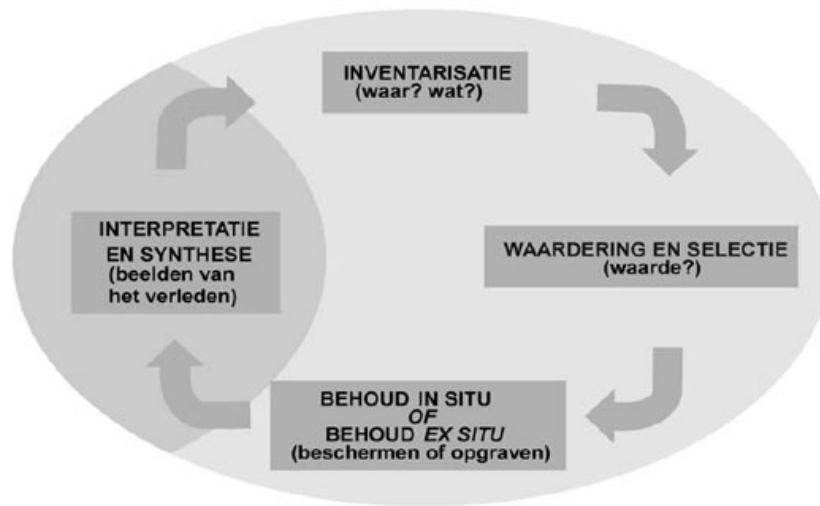 INVENTARISATIE
(waar? wat?)
WAARDERING EN SELECTIE
(waarde?)
BEHOUD IN SITU
OF
BEHOUD EX SITU
(beschermen of opgraven)
INTERPRETATIE
EN SYNTHESE
(beelden van
het verleden)